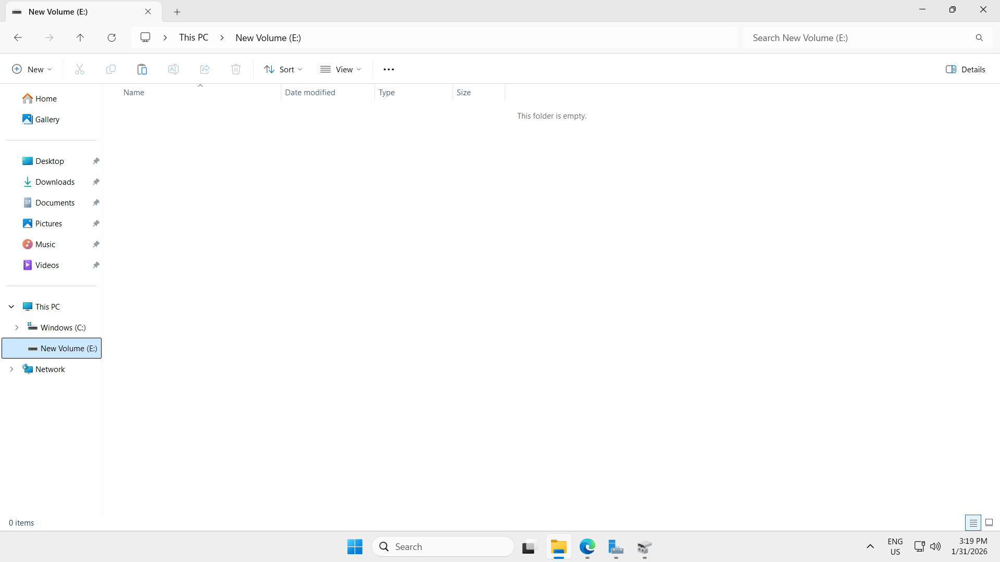 New Volume (E:)
This PC
New Volume (E:)
Search New Volume (E:)
New
Sort
View
Details
Name
Date modified
Type
Size
This folder is empty.
Home
Gallery
Desktop
Downloads
Documents
Pictures
Music
Videos
This PC
Windows (C:)
New Volume (E:)
Network
0 items
Search
ENG
US
3:19 PM
1/31/2026